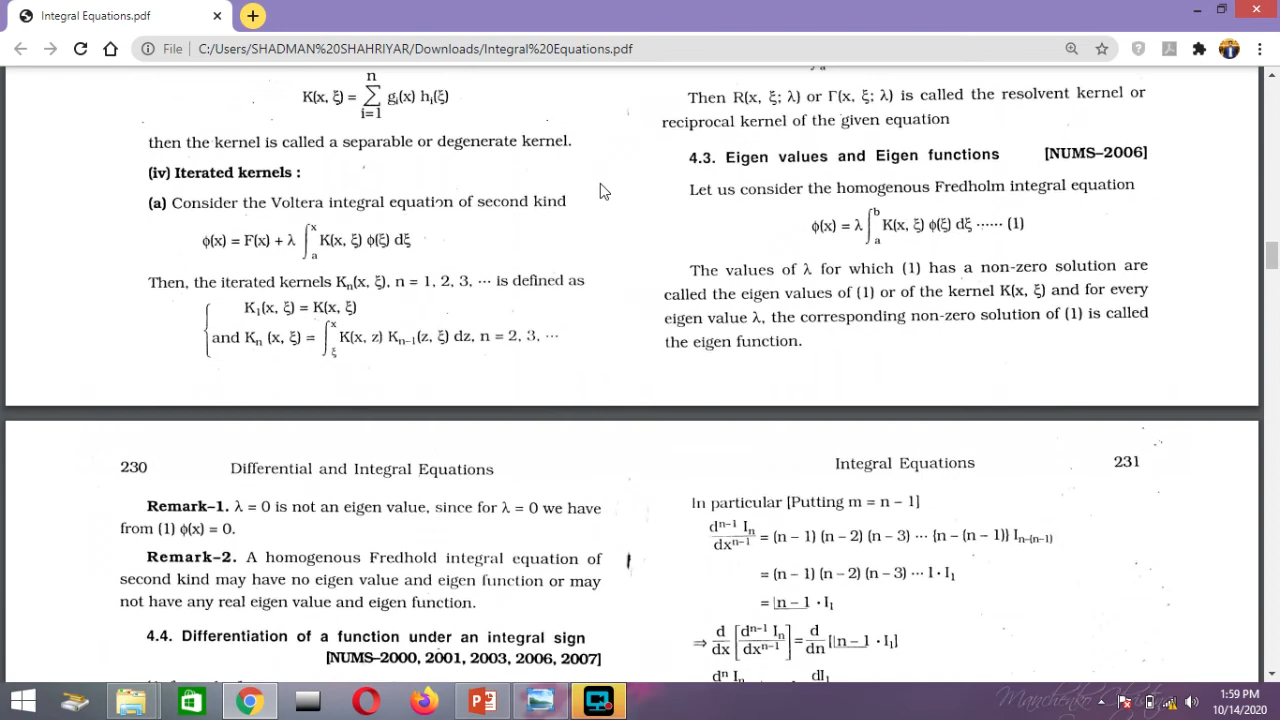 Integral Equations.pdf
File C:/Users/SHADMAN%20SHAHRIYAR/Downloads/Integral%20Equations.pdf
K(x, ξ) = n∑i=1 gᵢ(x) hᵢ(ξ)
then the kernel is called a separable or degenerate kernel.
(iv) Iterated kernels :
(a) Consider the Voltera integral equation of second kind
ϕ(x) = F(x) + λ ∫ₐˣ K(x, ξ) ϕ(ξ) dξ
Then, the iterated kernels Kₙ(x, ξ), n = 1, 2, 3, ··· is defined as
K₁(x, ξ) = K(x, ξ)
and Kₙ (x, ξ) = ∫ξˣ K(x, z) Kₙ₋₁(z, ξ) dz, n = 2, 3, ···
Then R(x, ξ; λ) or Γ(x, ξ; λ) is called the resolvent kernel or
reciprocal kernel of the given equation
4.3. Eigen values and Eigen functions [NUMS–2006]
Let us consider the homogenous Fredholm integral equation
ϕ(x) = λ ∫ₐᵇ K(x, ξ) ϕ(ξ) dξ ······ (1)
The values of λ for which (1) has a non-zero solution are
called the eigen values of (1) or of the kernel K(x, ξ) and for every
eigen value λ, the corresponding non-zero solution of (1) is called
the eigen function.
230 Differential and Integral Equations
Remark–1. λ = 0 is not an eigen value, since for λ = 0 we have
from (1) ϕ(x) = 0.
Remark–2. A homogenous Fredhold integral equation of
second kind may have no eigen value and eigen function or may
not have any real eigen value and eigen function.
4.4. Differentiation of a function under an integral sign
[NUMS–2000, 2001, 2003, 2006, 2007]
Integral Equations 231
In particular [Putting m = n – 1]
dⁿ⁻¹ Iₙ/dxⁿ⁻¹ = (n – 1) (n – 2) (n – 3) ··· {n – (n – 1)} Iₙ₋₍ₙ₋₁₎
= (n – 1) (n – 2) (n – 3) ··· I · I₁
= |n – 1 · I₁
⇒ d/dx [dⁿ⁻¹ Iₙ/dxⁿ⁻¹] = d/dn [|n – 1 · I₁]
dⁿ Iₙ dI₁
1:59 PM
10/14/2020